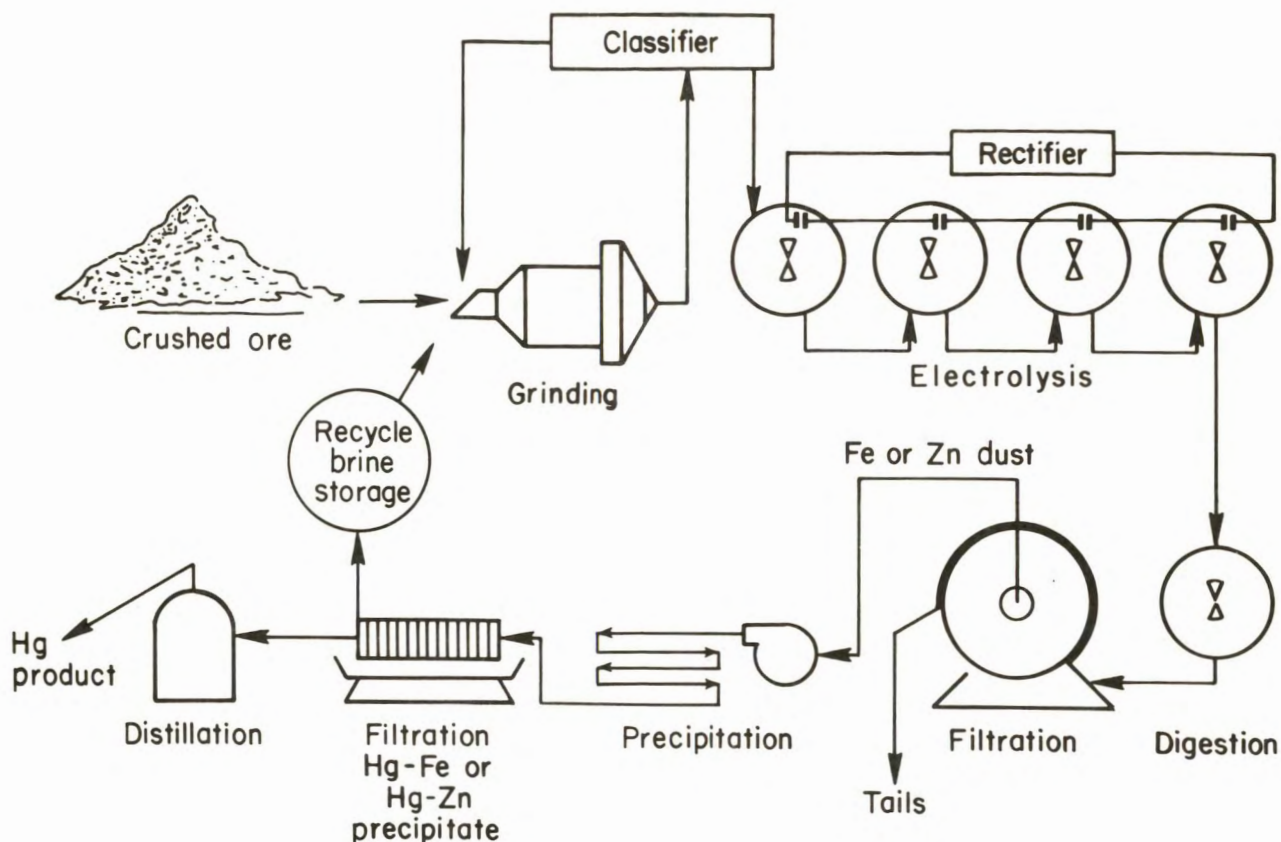 Classifier
Rectifier
Crushed ore
Grinding
Electrolysis
Recycle
brine
storage
Fe or Zn dust
Hg
product
Distillation
Filtration
Hg-Fe or
Hg-Zn
precipitate
Precipitation
Filtration
Digestion
Tails